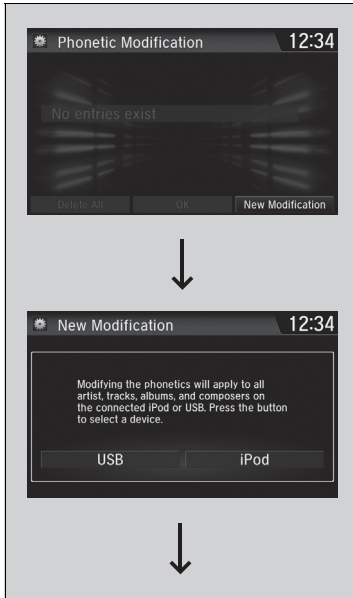 Phonetic Modification 12:34
No entries exist
Delete All OK New Modification
New Modification 12:34
Modifying the phonetics will apply to all
artist, tracks, albums, and composers on
the connected iPod or USB. Press the button
to select a device.
USB iPod